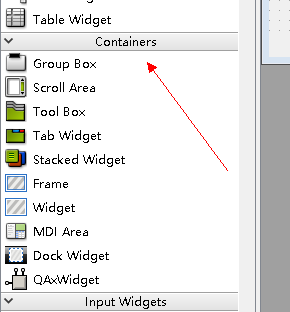 Table Widget
Containers
Group Box
Scroll Area
Tool Box
Tab Widget
Stacked Widget
Frame
Widget
MDI Area
Dock Widget
QAxWidget
Input Widgets